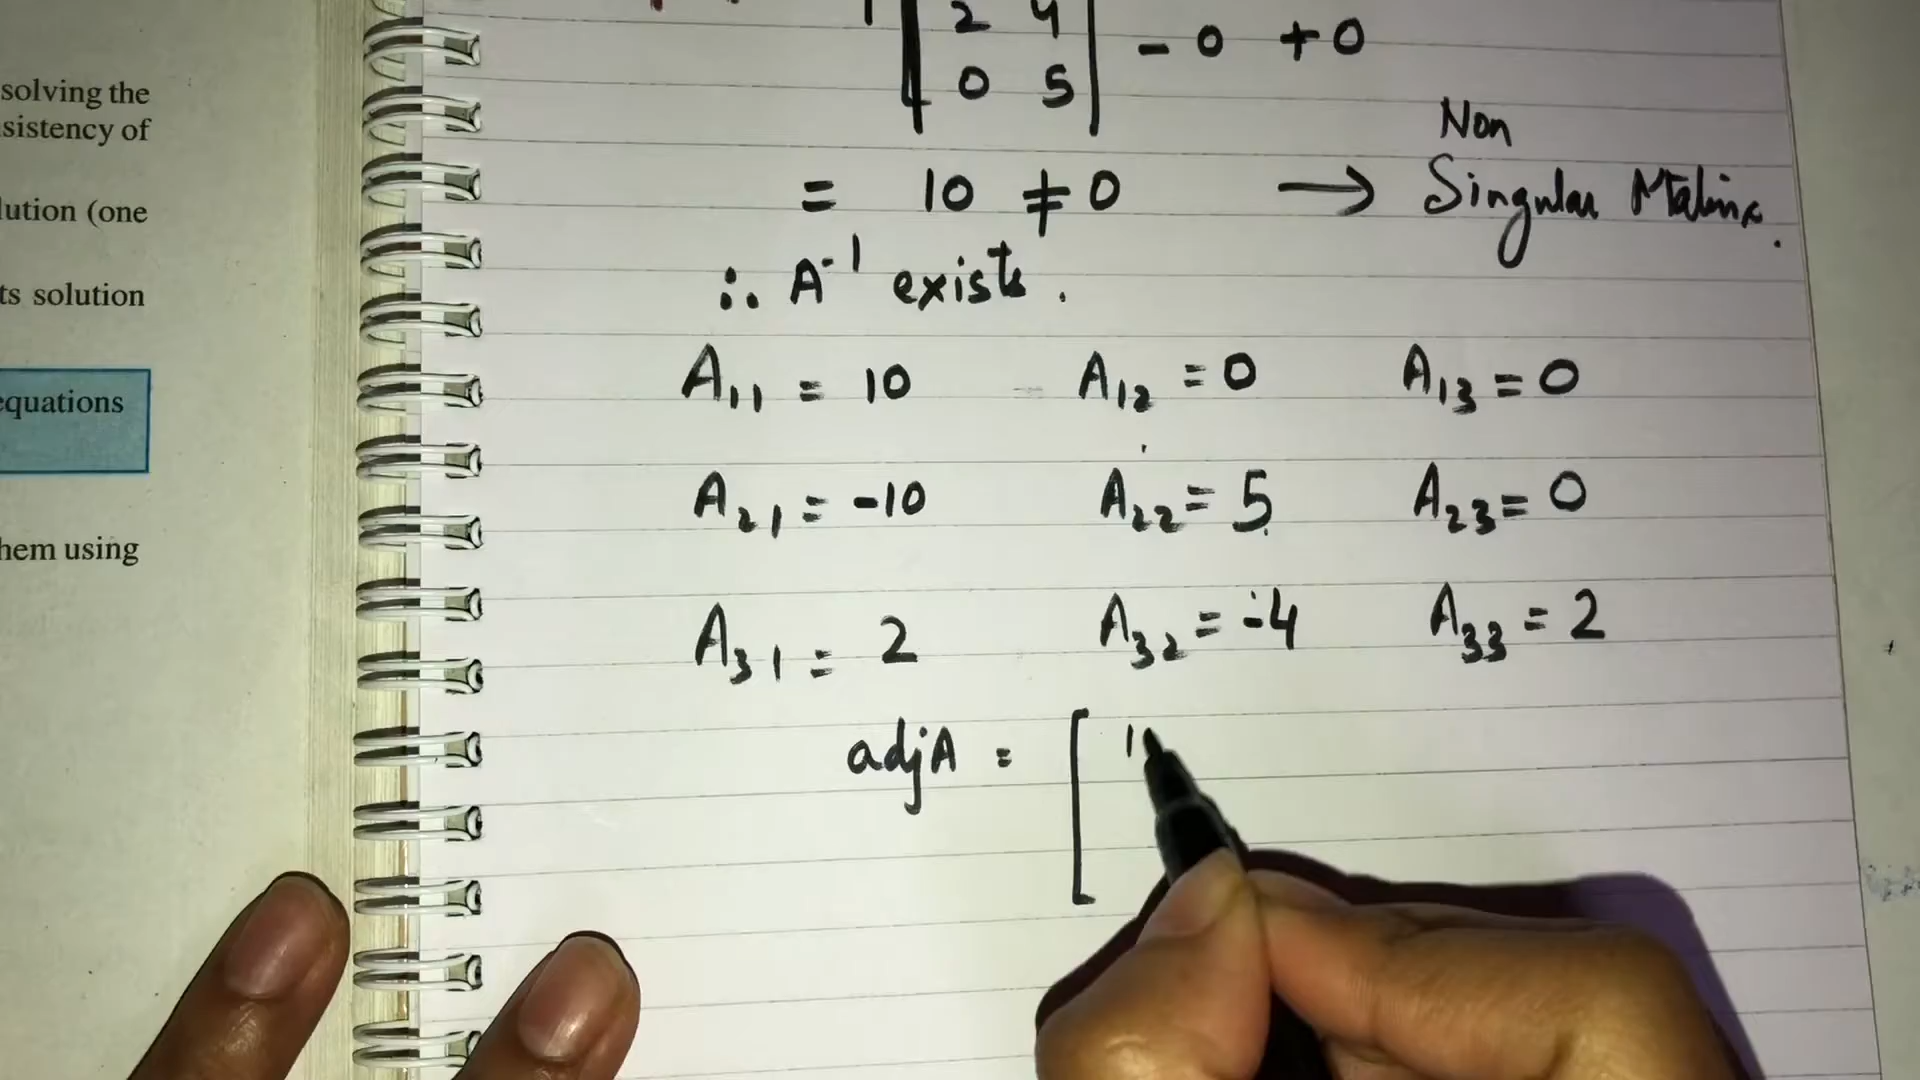 solving the
sistency of
lution (one
ts solution
equations
hem using
1 | 2 4 | - 0 + 0
| 0 5 |
= 10 ≠ 0 → Non
Singular
∴ A⁻¹ exists.
A₁₁ = 10 A₁₂ = 0 A₁₃ = 0
A₂₁ = -10 A₂₂ = 5 A₂₃ = 0
A₃₁ = 2 A₃₂ = -4 A₃₃ = 2
adjA = [ 1